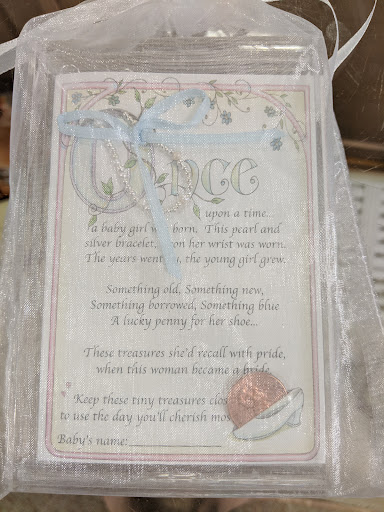 Once
upon a time...
a baby girl was born. This pearl and
silver bracelet, on her wrist was worn.
The years went by, the young girl grew.
Something old, Something new,
Something borrowed, Something blue
A lucky penny for her shoe...
These treasures she'd recall with pride,
when this woman became a bride.
Keep these tiny treasures close
to use the day you'll cherish most
Baby's name: